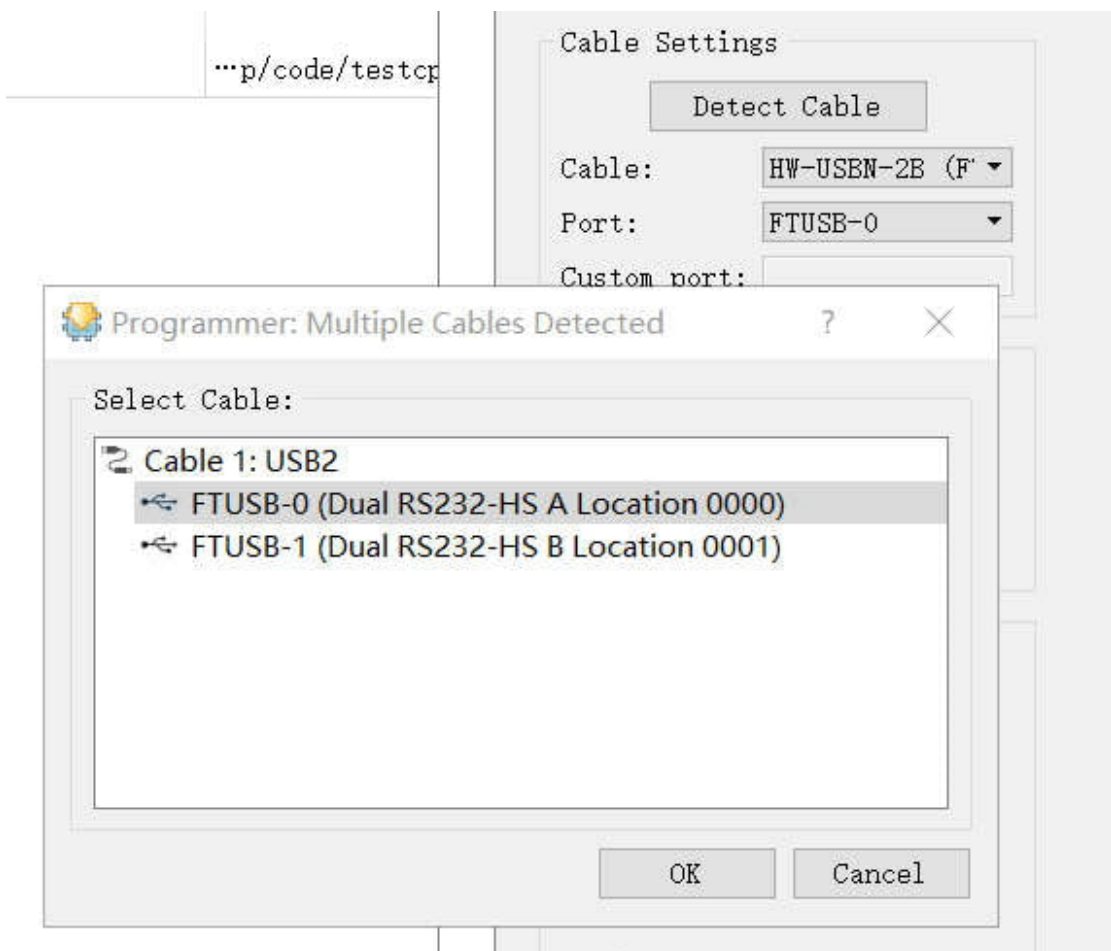 …p/code/testcp
Cable Settings
Detect Cable
Cable:
HW-USBN-2B (F
Port:
FTUSB-0
Custom port:
Programmer: Multiple Cables Detected
?
Select Cable:
Cable 1: USB2
FTUSB-0 (Dual RS232-HS A Location 0000)
FTUSB-1 (Dual RS232-HS B Location 0001)
OK
Cancel